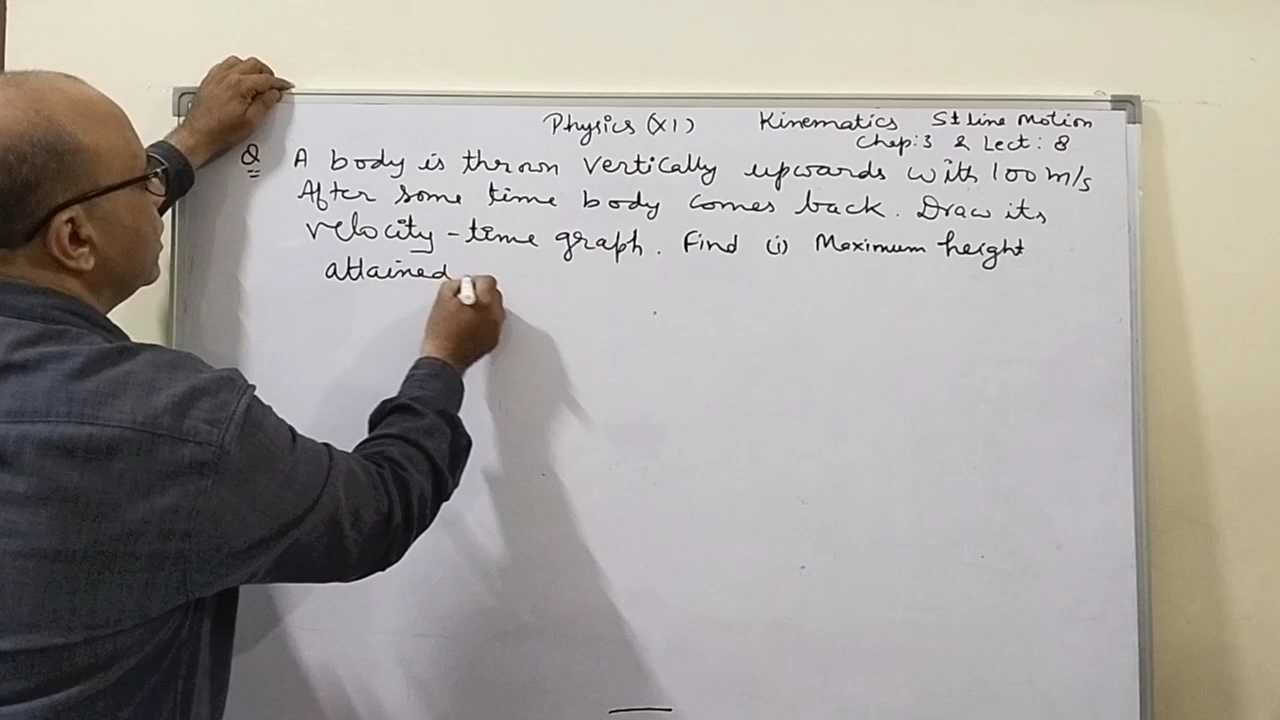 Physics (XI) Kinematics St line Motion
Chap: 3 & Lect: 8
Q A body is thrown vertically upwards with 100 m/s
After some time body comes back. Draw its
velocity-time graph. Find (i) Maximum height
attained